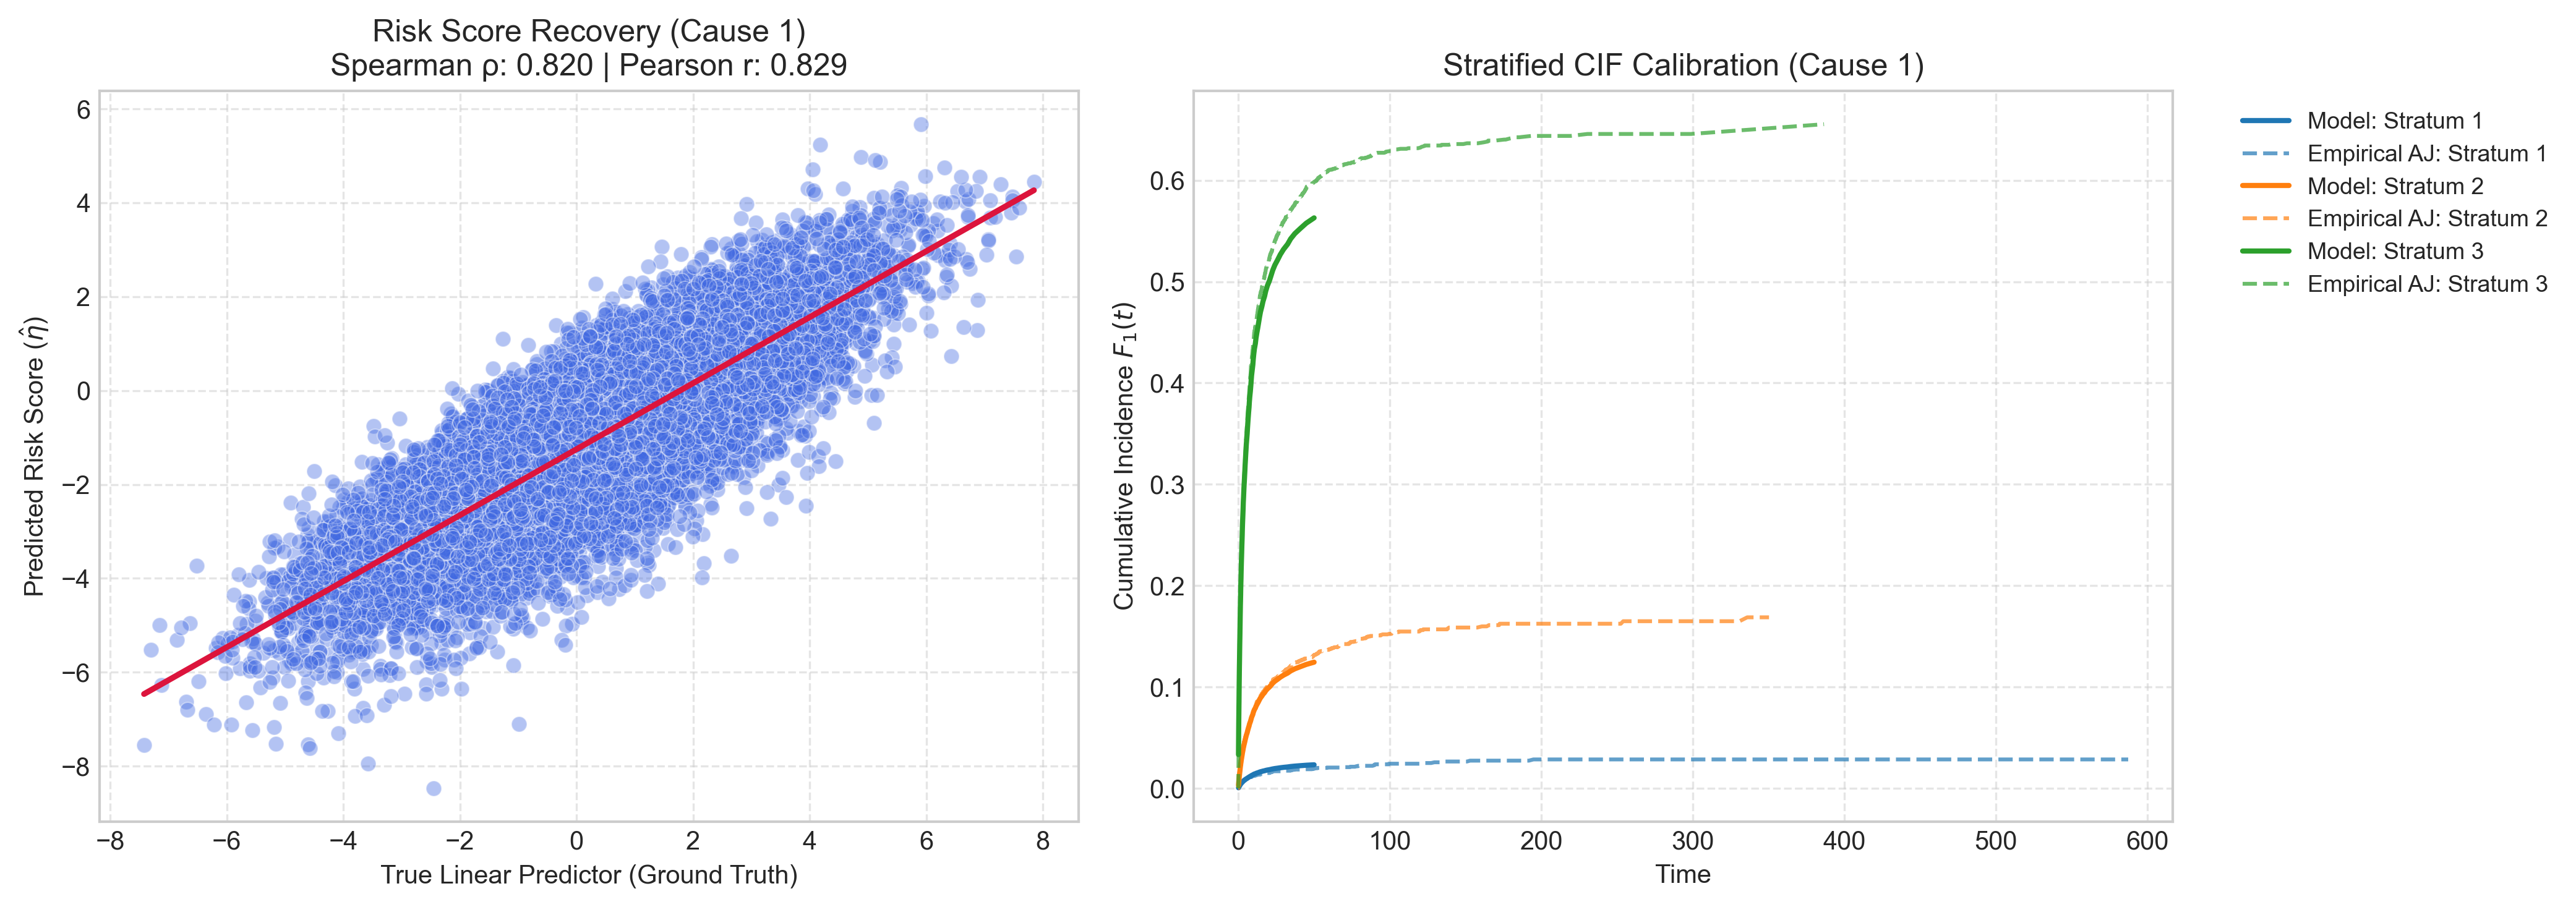 Risk Score Recovery (Cause 1)
Spearman ρ: 0.820 | Pearson r: 0.829
6
4
2
0
−2
−4
−6
−8
Predicted Risk Score (η̂)
−8 −6 −4 −2 0 2 4 6 8
True Linear Predictor (Ground Truth)
Stratified CIF Calibration (Cause 1)
0.6
0.5
0.4
0.3
0.2
0.1
0.0
Cumulative Incidence F₁(t)
0 100 200 300 400 500 600
Time
Model: Stratum 1
Empirical AJ: Stratum 1
Model: Stratum 2
Empirical AJ: Stratum 2
Model: Stratum 3
Empirical AJ: Stratum 3